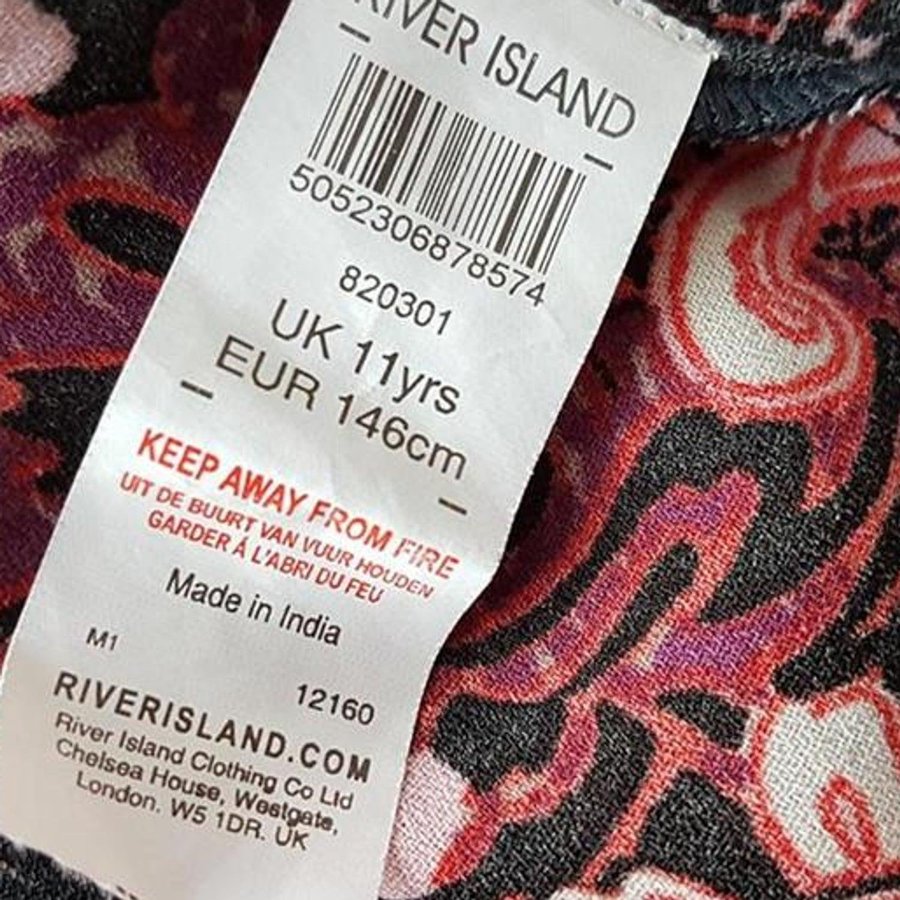 RIVER ISLAND
5052306878574
820301
UK 11yrs
EUR 146cm
KEEP AWAY FROM FIRE
UIT DE BUURT VAN VUUR HOUDEN
GARDER Á L'ABRI DU FEU
Made in India
M1
12160
RIVERISLAND.COM
River Island Clothing Co Ltd
Chelsea House, Westgate,
London. W5 1DR. UK